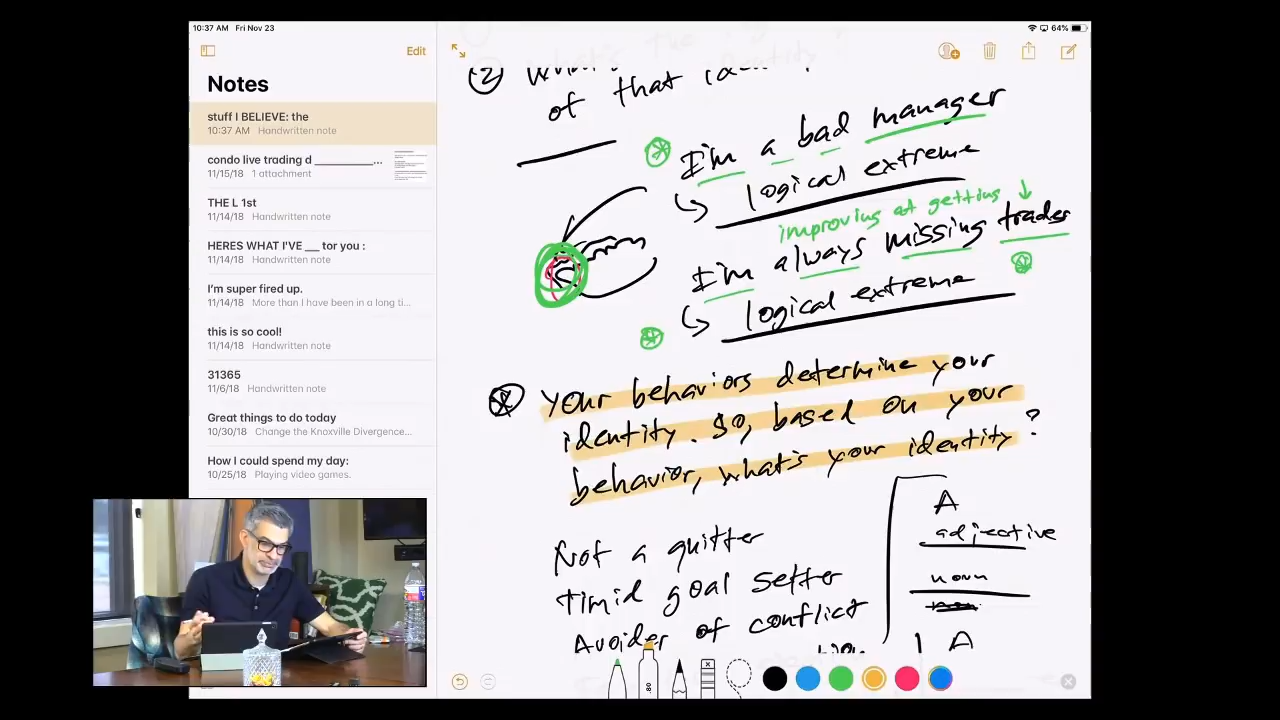 10:37 AM Fri Nov 23
64%
Edit
Notes
stuff I BELIEVE: the
10:37 AM Handwritten note
condo live trading d ______________...
11/15/18 1 attachment
THE L 1st
11/14/18 Handwritten note
HERES WHAT I'VE ___ tor you :
11/14/18 Handwritten note
I'm super fired up.
11/14/18 More than I have been in a long ti...
this is so cool!
11/14/18 Handwritten note
31365
11/6/18 Handwritten note
Great things to do today
10/30/18 Change the Knoxville Divergence...
How I could spend my day:
10/25/18 Playing video games.
(2)
of that
I'm a bad manager
logical extreme
improving at getting ↓
I'm always missing trades
logical extreme
Your behaviors determine your
identity. So, based on your
behavior, what's your identity?
Not a quitter
Timid goal setter
Avoider of conflict
A
adjective
noun
A
.80